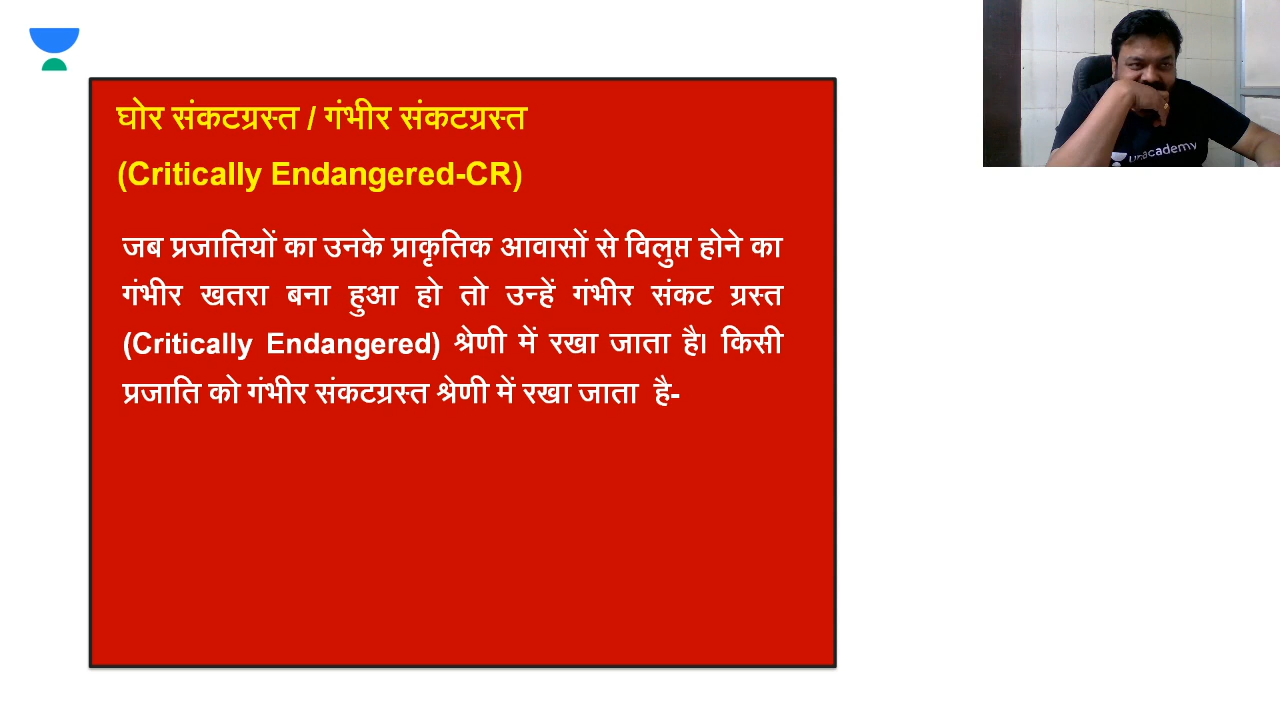 घोर संकटग्रस्त / गंभीर संकटग्रस्त
(Critically Endangered-CR)
जब प्रजातियों का उनके प्राकृतिक आवासों से विलुप्त होने का
गंभीर खतरा बना हुआ हो तो उन्हें गंभीर संकट ग्रस्त
(Critically Endangered) श्रेणी में रखा जाता है। किसी
प्रजाति को गंभीर संकटग्रस्त श्रेणी में रखा जाता है-
unacademy